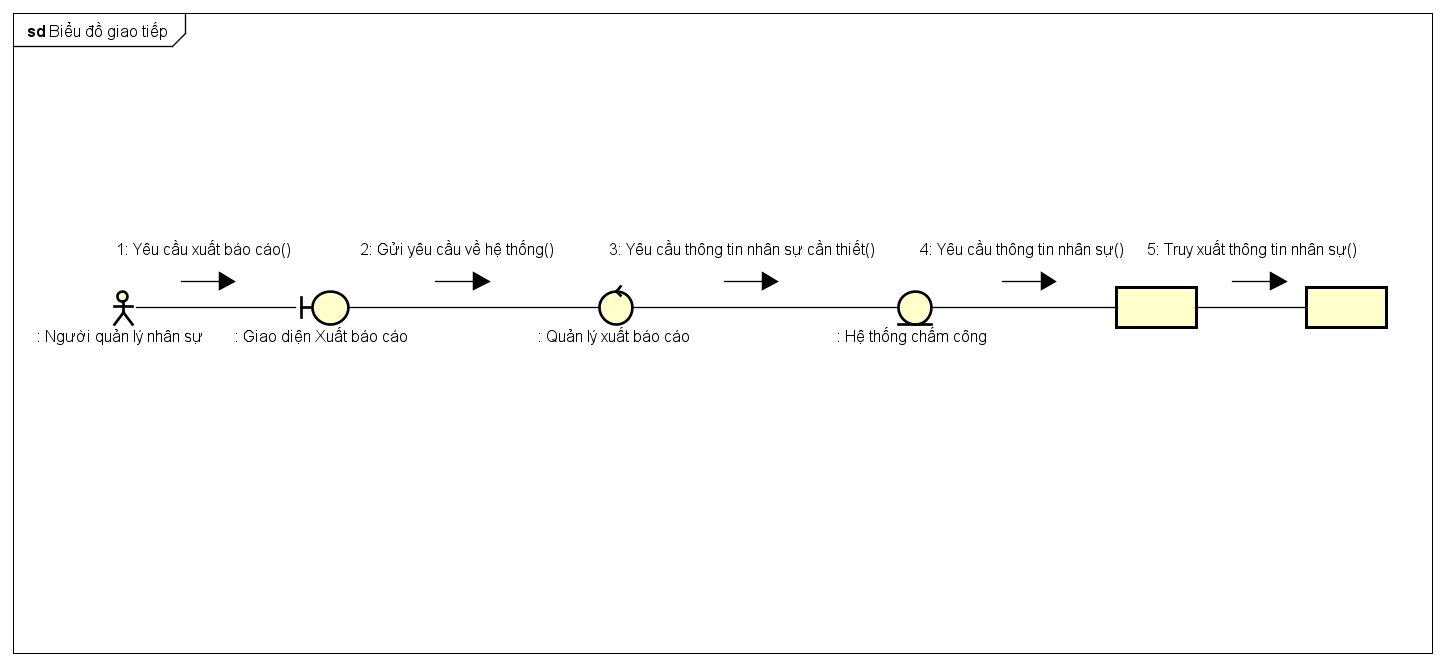 sd Biểu đồ giao tiếp
1: Yêu cầu xuất báo cáo()
2: Gửi yêu cầu về hệ thống()
3: Yêu cầu thông tin nhân sự cần thiết()
4: Yêu cầu thông tin nhân sự()
5: Truy xuất thông tin nhân sự()
: Người quản lý nhân sự
: Giao diện Xuất báo cáo
: Quản lý xuất báo cáo
: Hệ thống chấm công